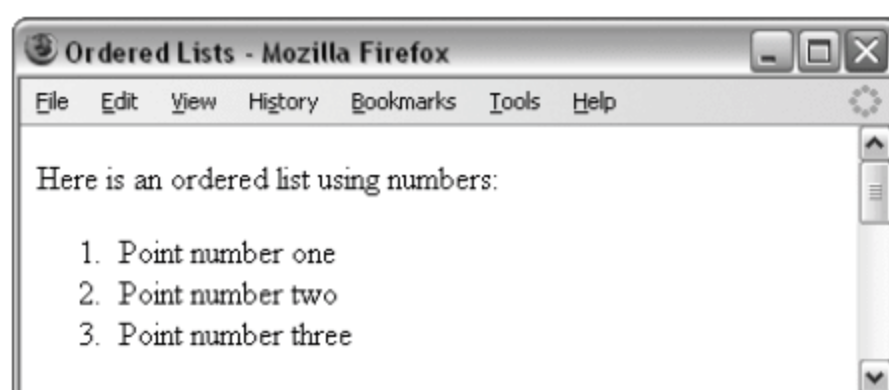 Ordered Lists - Mozilla Firefox
File Edit View History Bookmarks Tools Help
Here is an ordered list using numbers:
1. Point number one
2. Point number two
3. Point number three